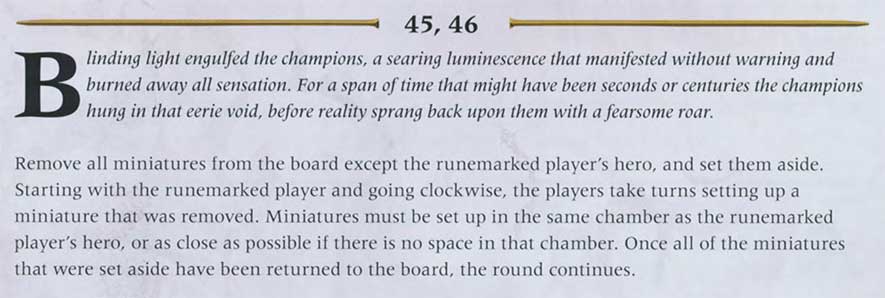 45, 46
Blinding light engulfed the champions, a searing luminescence that manifested without warning and
burned away all sensation. For a span of time that might have been seconds or centuries the champions
hung in that eerie void, before reality sprang back upon them with a fearsome roar.
Remove all miniatures from the board except the runemarked player's hero, and set them aside.
Starting with the runemarked player and going clockwise, the players take turns setting up a
miniature that was removed. Miniatures must be set up in the same chamber as the runemarked
player's hero, or as close as possible if there is no space in that chamber. Once all of the miniatures
that were set aside have been returned to the board, the round continues.